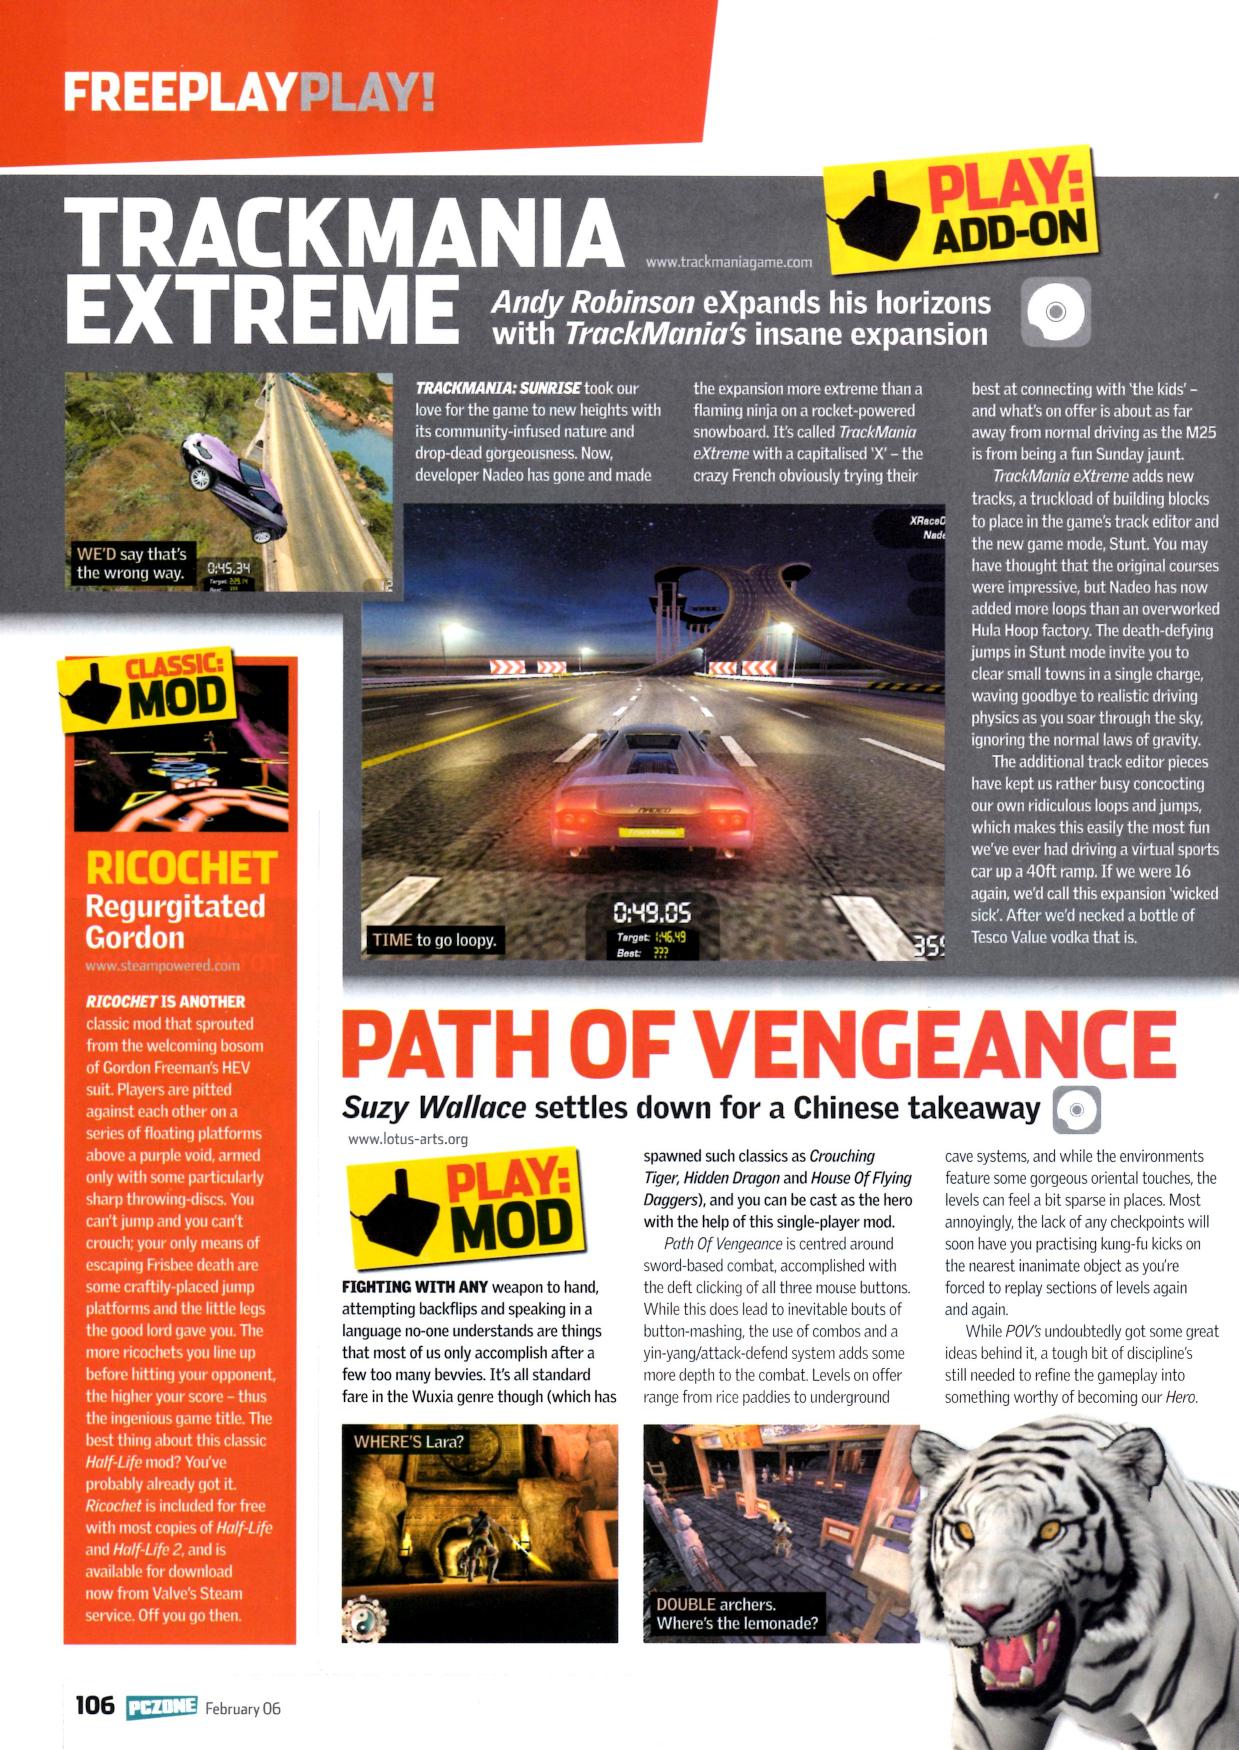 FREEPLAYPLAY!
PLAY:
ADD-ON
TRACKMANIA
EXTREME
www.trackmaniagame.com
Andy Robinson eXpands his horizons
with TrackMania's insane expansion
WE'D say that's
the wrong way.
0:45.34
TRACKMANIA: SUNRISE took our
love for the game to new heights with
its community-infused nature and
drop-dead gorgeousness. Now,
developer Nadeo has gone and made
the expansion more extreme than a
flaming ninja on a rocket-powered
snowboard. It's called TrackMania
eXtreme with a capitalised 'X' – the
crazy French obviously trying their
best at connecting with 'the kids' –
and what's on offer is about as far
away from normal driving as the M25
is from being a fun Sunday jaunt.
TrackMania eXtreme adds new
tracks, a truckload of building blocks
to place in the game's track editor and
the new game mode, Stunt. You may
have thought that the original courses
were impressive, but Nadeo has now
added more loops than an overworked
Hula Hoop factory. The death-defying
jumps in Stunt mode invite you to
clear small towns in a single charge,
waving goodbye to realistic driving
physics as you soar through the sky,
ignoring the normal laws of gravity.
The additional track editor pieces
have kept us rather busy concocting
our own ridiculous loops and jumps,
which makes this easily the most fun
we've ever had driving a virtual sports
car up a 40ft ramp. If we were 16
again, we'd call this expansion 'wicked
sick'. After we'd necked a bottle of
Tesco Value vodka that is.
XRaceD
Nade
NADEO
TrackMania
TIME to go loopy.
0:49.05
Target: 1:46.49
Best: ???
359
CLASSIC:
MOD
RICOCHET
Regurgitated
Gordon
www.steampowered.com
RICOCHET IS ANOTHER
classic mod that sprouted
from the welcoming bosom
of Gordon Freeman's HEV
suit. Players are pitted
against each other on a
series of floating platforms
above a purple void, armed
only with some particularly
sharp throwing-discs. You
can't jump and you can't
crouch; your only means of
escaping Frisbee death are
some craftily-placed jump
platforms and the little legs
the good lord gave you. The
more ricochets you line up
before hitting your opponent,
the higher your score – thus
the ingenious game title. The
best thing about this classic
Half-Life mod? You've
probably already got it.
Ricochet is included for free
with most copies of Half-Life
and Half-Life 2, and is
available for download
now from Valve's Steam
service. Off you go then.
PATH OF VENGEANCE
Suzy Wallace settles down for a Chinese takeaway
www.lotus-arts.org
PLAY:
MOD
FIGHTING WITH ANY weapon to hand,
attempting backflips and speaking in a
language no-one understands are things
that most of us only accomplish after a
few too many bevvies. It's all standard
fare in the Wuxia genre though (which has
spawned such classics as Crouching
Tiger, Hidden Dragon and House Of Flying
Daggers), and you can be cast as the hero
with the help of this single-player mod.
Path Of Vengeance is centred around
sword-based combat, accomplished with
the deft clicking of all three mouse buttons.
While this does lead to inevitable bouts of
button-mashing, the use of combos and a
yin-yang/attack-defend system adds some
more depth to the combat. Levels on offer
range from rice paddies to underground
cave systems, and while the environments
feature some gorgeous oriental touches, the
levels can feel a bit sparse in places. Most
annoyingly, the lack of any checkpoints will
soon have you practising kung-fu kicks on
the nearest inanimate object as you're
forced to replay sections of levels again
and again.
While POV's undoubtedly got some great
ideas behind it, a tough bit of discipline's
still needed to refine the gameplay into
something worthy of becoming our Hero.
WHERE'S Lara?
DOUBLE archers.
Where's the lemonade?
106 PCZONE February 06